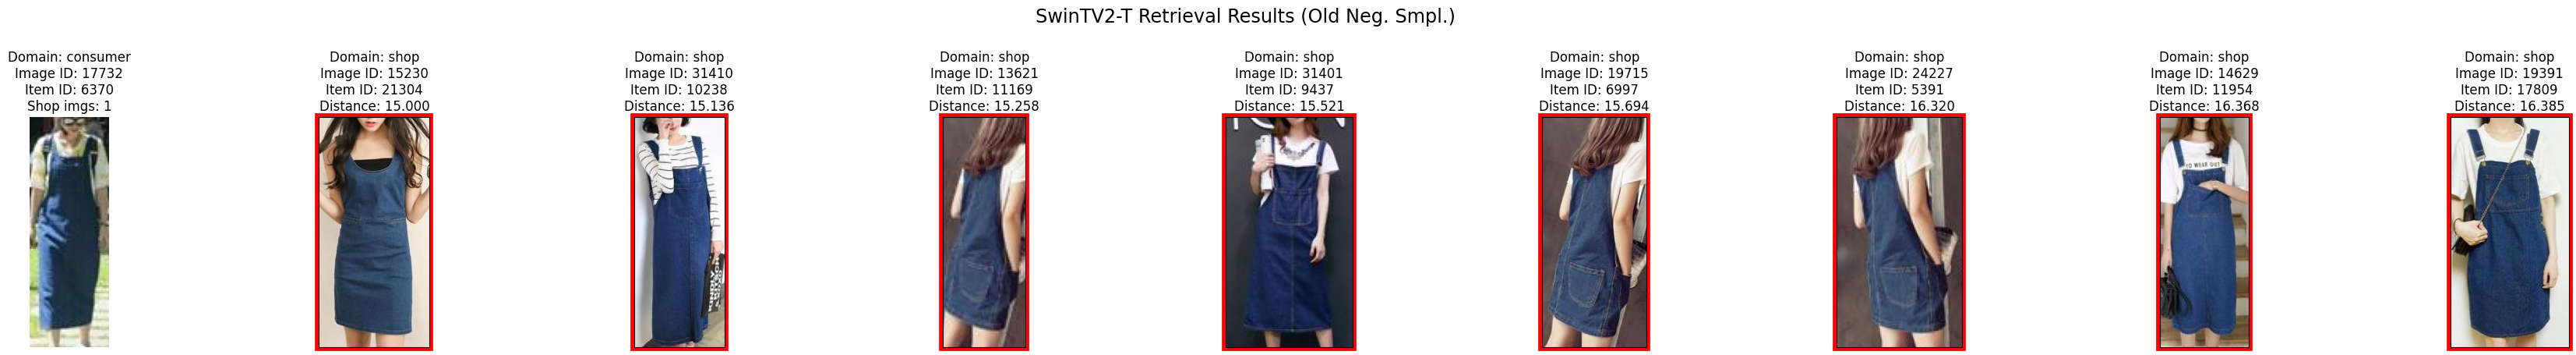 SwinTV2-T Retrieval Results (Old Neg. Smpl.)
Domain: consumer
Image ID: 17732
Item ID: 6370
Shop imgs: 1
Domain: shop
Image ID: 15230
Item ID: 21304
Distance: 15.000
Domain: shop
Image ID: 31410
Item ID: 10238
Distance: 15.136
Domain: shop
Image ID: 13621
Item ID: 11169
Distance: 15.258
Domain: shop
Image ID: 31401
Item ID: 9437
Distance: 15.521
Domain: shop
Image ID: 19715
Item ID: 6997
Distance: 15.694
Domain: shop
Image ID: 24227
Item ID: 5391
Distance: 16.320
Domain: shop
Image ID: 14629
Item ID: 11954
Distance: 16.368
Domain: shop
Image ID: 19391
Item ID: 17809
Distance: 16.385
WEAR OUT